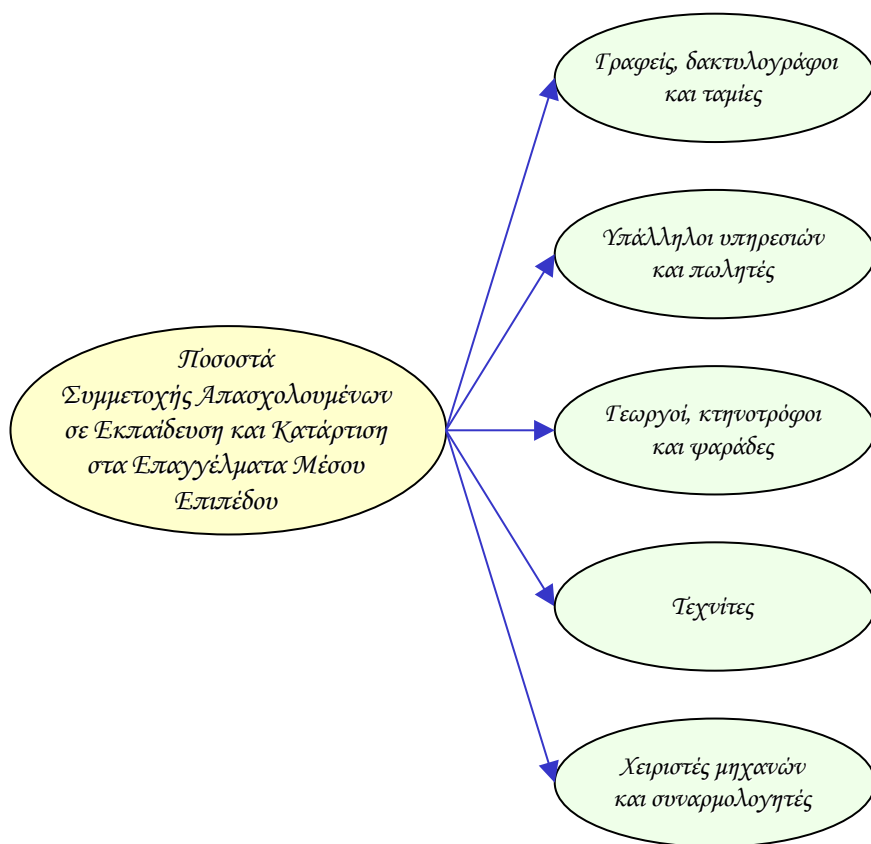 Γραφείς, δακτυλογράφοι
και ταμίες
Υπάλληλοι υπηρεσιών
και πωλητές
Ποσοστά
Συμμετοχής Απασχολουμένων
σε Εκπαίδευση και Κατάρτιση
στα Επαγγέλματα Μέσου
Επιπέδου
Γεωργοί, κτηνοτρόφοι
και ψαράδες
Τεχνίτες
Χειριστές μηχανών
και συναρμολογητές